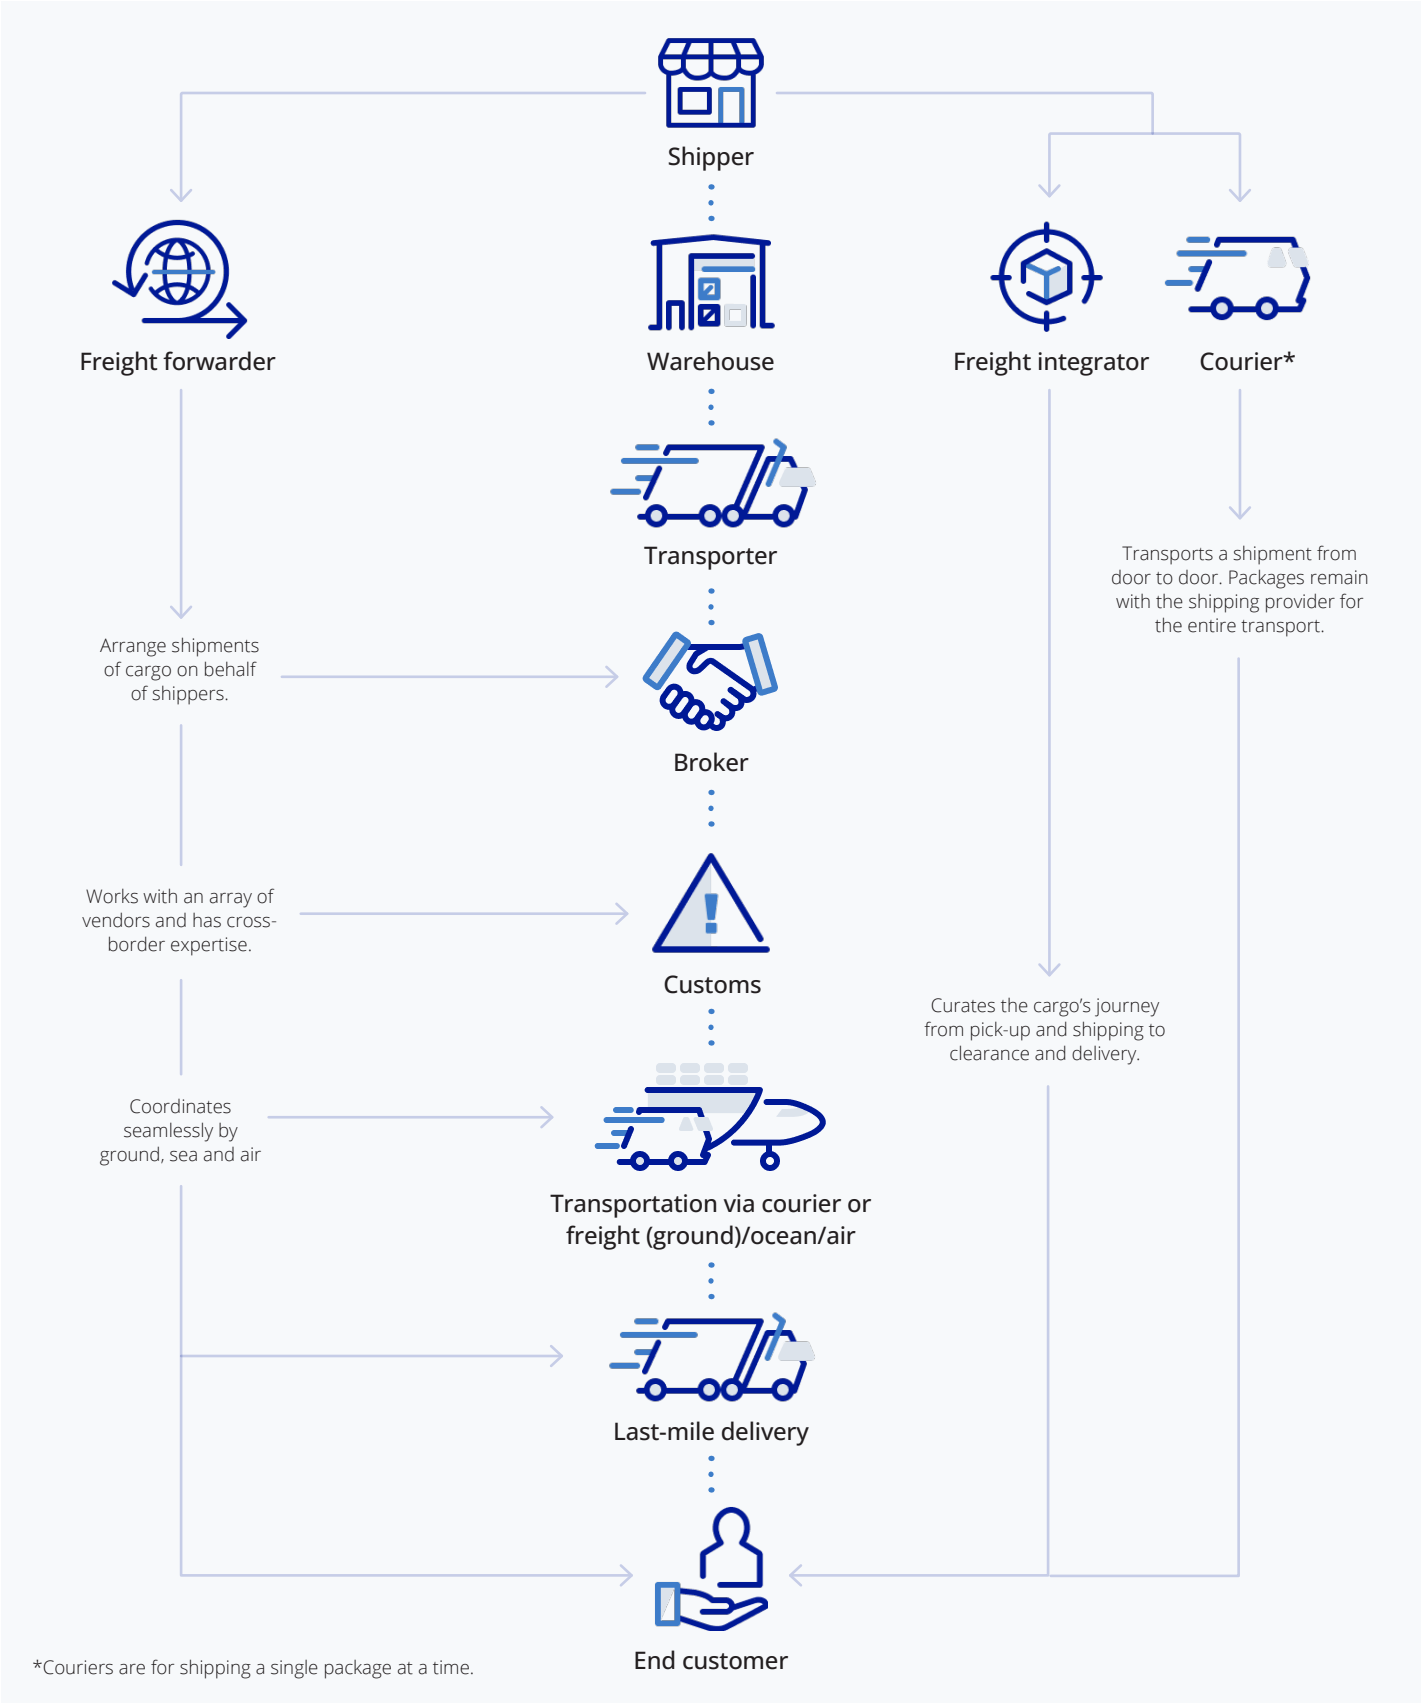 Shipper
Freight forwarder
Warehouse
Freight integrator
Courier*
Transporter
Transports a shipment from
door to door. Packages remain
with the shipping provider for
the entire transport.
Arrange shipments
of cargo on behalf
of shippers.
Broker
Works with an array of
vendors and has cross-
border expertise.
Customs
Curates the cargo’s journey
from pick-up and shipping to
clearance and delivery.
Coordinates
seamlessly by
ground, sea and air
Transportation via courier or
freight (ground)/ocean/air
Last-mile delivery
End customer
*Couriers are for shipping a single package at a time.